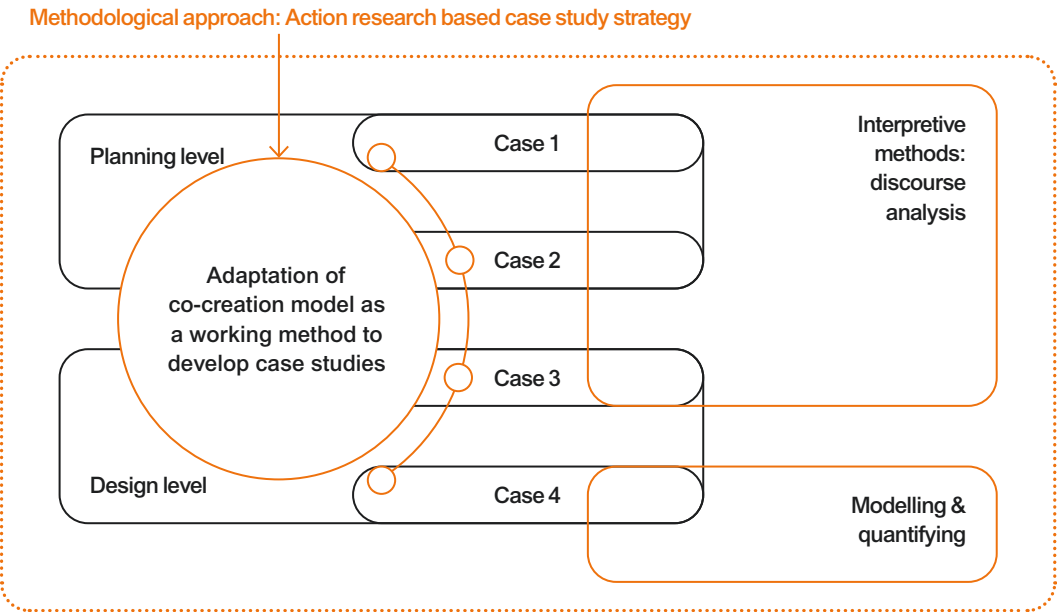 Methodological approach: Action research based case study strategy
Planning level
Case 1
Interpretive
methods:
discourse
analysis
Case 2
Adaptation of
co-creation model as
a working method to
develop case studies
Case 3
Design level
Case 4
Modelling &
quantifying